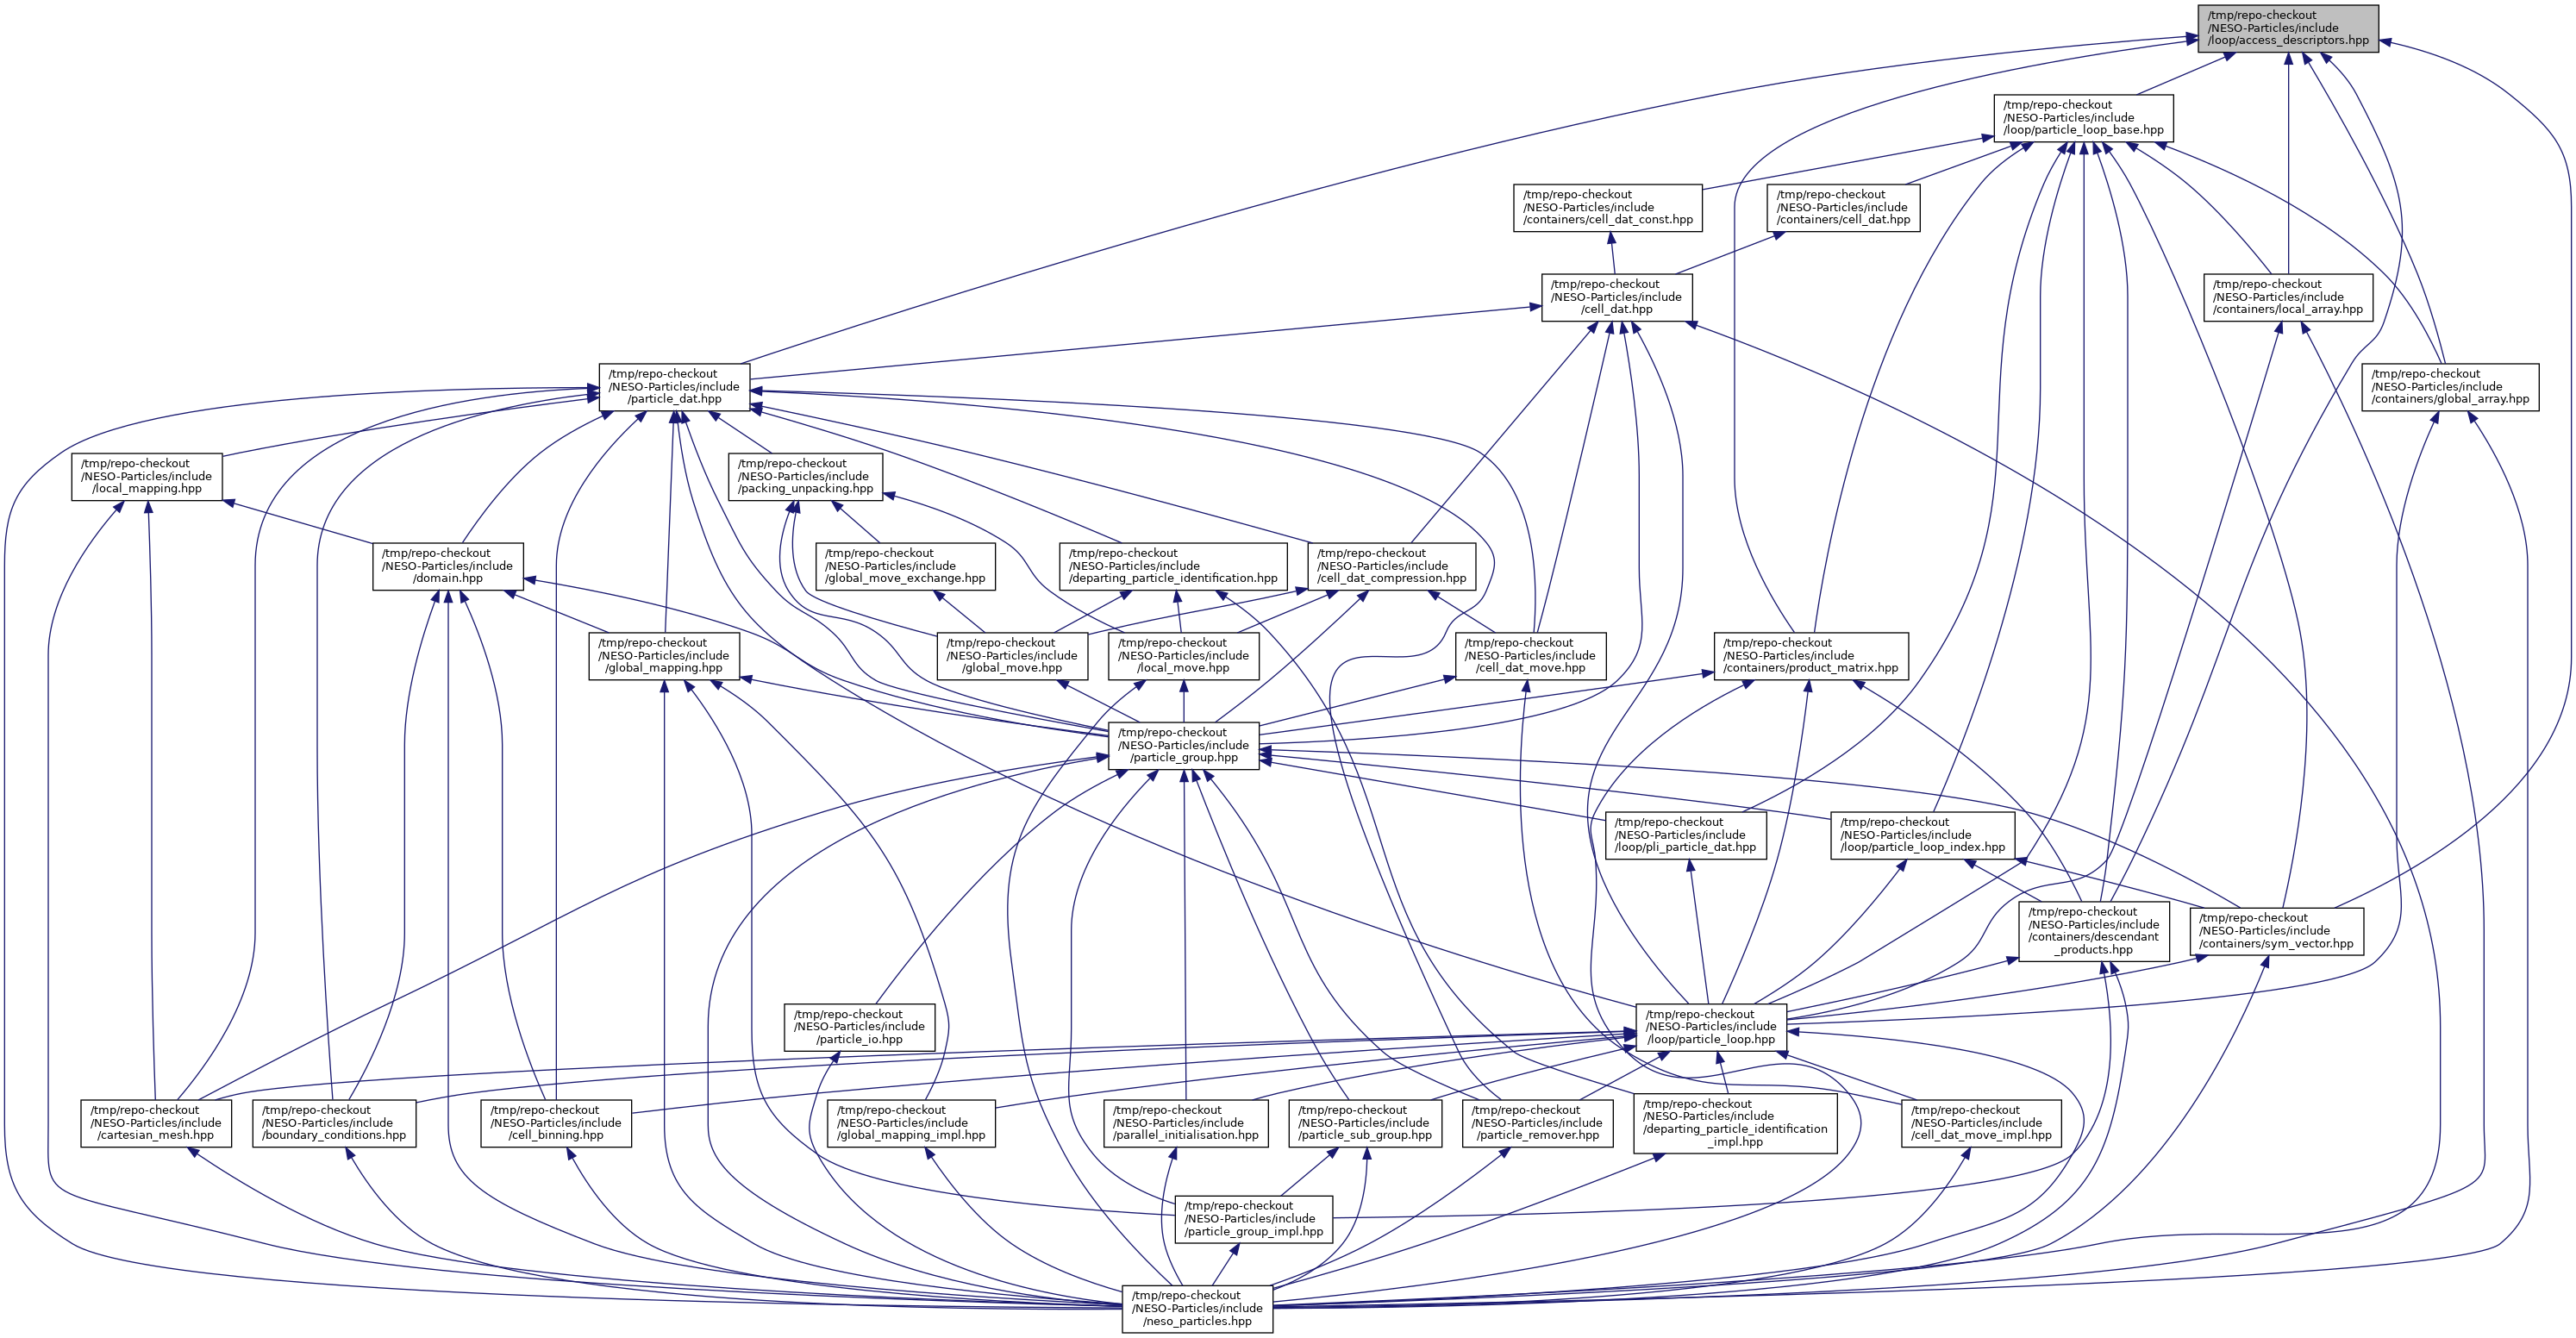 /tmp/repo-checkout
/NESO-Particles/include
/loop/access_descriptors.hpp
/tmp/repo-checkout
/NESO-Particles/include
/loop/particle_loop_base.hpp
/tmp/repo-checkout
/NESO-Particles/include
/containers/cell_dat_const.hpp
/tmp/repo-checkout
/NESO-Particles/include
/containers/cell_dat.hpp
/tmp/repo-checkout
/NESO-Particles/include
/cell_dat.hpp
/tmp/repo-checkout
/NESO-Particles/include
/containers/local_array.hpp
/tmp/repo-checkout
/NESO-Particles/include
/particle_dat.hpp
/tmp/repo-checkout
/NESO-Particles/include
/containers/global_array.hpp
/tmp/repo-checkout
/NESO-Particles/include
/local_mapping.hpp
/tmp/repo-checkout
/NESO-Particles/include
/packing_unpacking.hpp
/tmp/repo-checkout
/NESO-Particles/include
/domain.hpp
/tmp/repo-checkout
/NESO-Particles/include
/global_move_exchange.hpp
/tmp/repo-checkout
/NESO-Particles/include
/departing_particle_identification.hpp
/tmp/repo-checkout
/NESO-Particles/include
/cell_dat_compression.hpp
/tmp/repo-checkout
/NESO-Particles/include
/global_mapping.hpp
/tmp/repo-checkout
/NESO-Particles/include
/global_move.hpp
/tmp/repo-checkout
/NESO-Particles/include
/local_move.hpp
/tmp/repo-checkout
/NESO-Particles/include
/cell_dat_move.hpp
/tmp/repo-checkout
/NESO-Particles/include
/containers/product_matrix.hpp
/tmp/repo-checkout
/NESO-Particles/include
/particle_group.hpp
/tmp/repo-checkout
/NESO-Particles/include
/loop/pli_particle_dat.hpp
/tmp/repo-checkout
/NESO-Particles/include
/loop/particle_loop_index.hpp
/tmp/repo-checkout
/NESO-Particles/include
/containers/descendant
_products.hpp
/tmp/repo-checkout
/NESO-Particles/include
/containers/sym_vector.hpp
/tmp/repo-checkout
/NESO-Particles/include
/particle_io.hpp
/tmp/repo-checkout
/NESO-Particles/include
/loop/particle_loop.hpp
/tmp/repo-checkout
/NESO-Particles/include
/cartesian_mesh.hpp
/tmp/repo-checkout
/NESO-Particles/include
/boundary_conditions.hpp
/tmp/repo-checkout
/NESO-Particles/include
/cell_binning.hpp
/tmp/repo-checkout
/NESO-Particles/include
/global_mapping_impl.hpp
/tmp/repo-checkout
/NESO-Particles/include
/parallel_initialisation.hpp
/tmp/repo-checkout
/NESO-Particles/include
/particle_sub_group.hpp
/tmp/repo-checkout
/NESO-Particles/include
/particle_remover.hpp
/tmp/repo-checkout
/NESO-Particles/include
/departing_particle_identification
_impl.hpp
/tmp/repo-checkout
/NESO-Particles/include
/cell_dat_move_impl.hpp
/tmp/repo-checkout
/NESO-Particles/include
/particle_group_impl.hpp
/tmp/repo-checkout
/NESO-Particles/include
/neso_particles.hpp